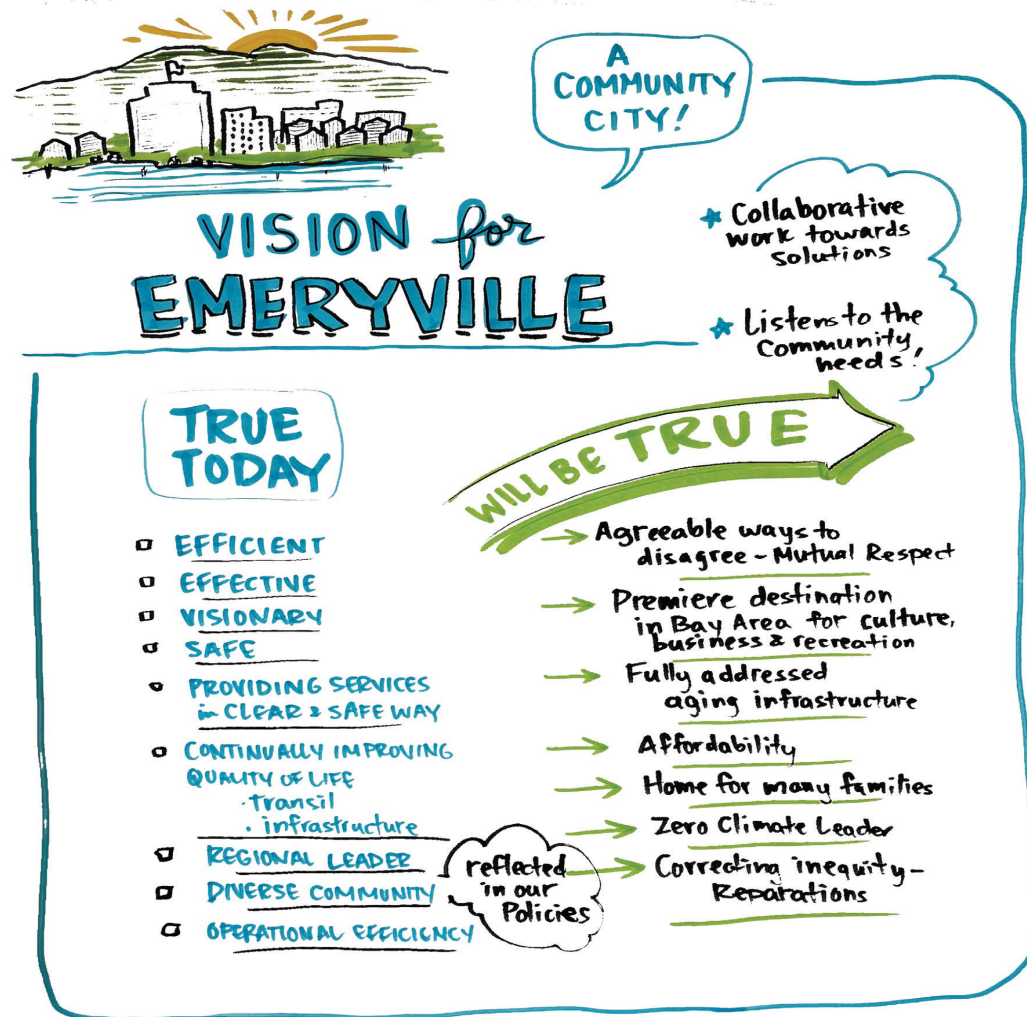 A
COMMUNITY
CITY!
VISION for
EMERYVILLE
★ Collaborative
work towards
solutions
★ Listens to the
Community
needs!
TRUE
TODAY
EFFICIENT
EFFECTIVE
VISIONARY
SAFE
PROVIDING SERVICES
in CLEAR & SAFE WAY
CONTINUALLY IMPROVING
QUALITY OF LIFE
· transit
· infrastructure
REGIONAL LEADER
DIVERSE COMMUNITY
OPERATIONAL EFFICIENCY
reflected
in our
Policies
WILL BE TRUE
→ Agreeable ways to
disagree - Mutual Respect
→ Premiere destination
in Bay Area for culture,
business & recreation
→ Fully addressed
aging infrastructure
→ Affordability
→ Home for many families
→ Zero Climate Leader
→ Correcting inequity -
Reparations